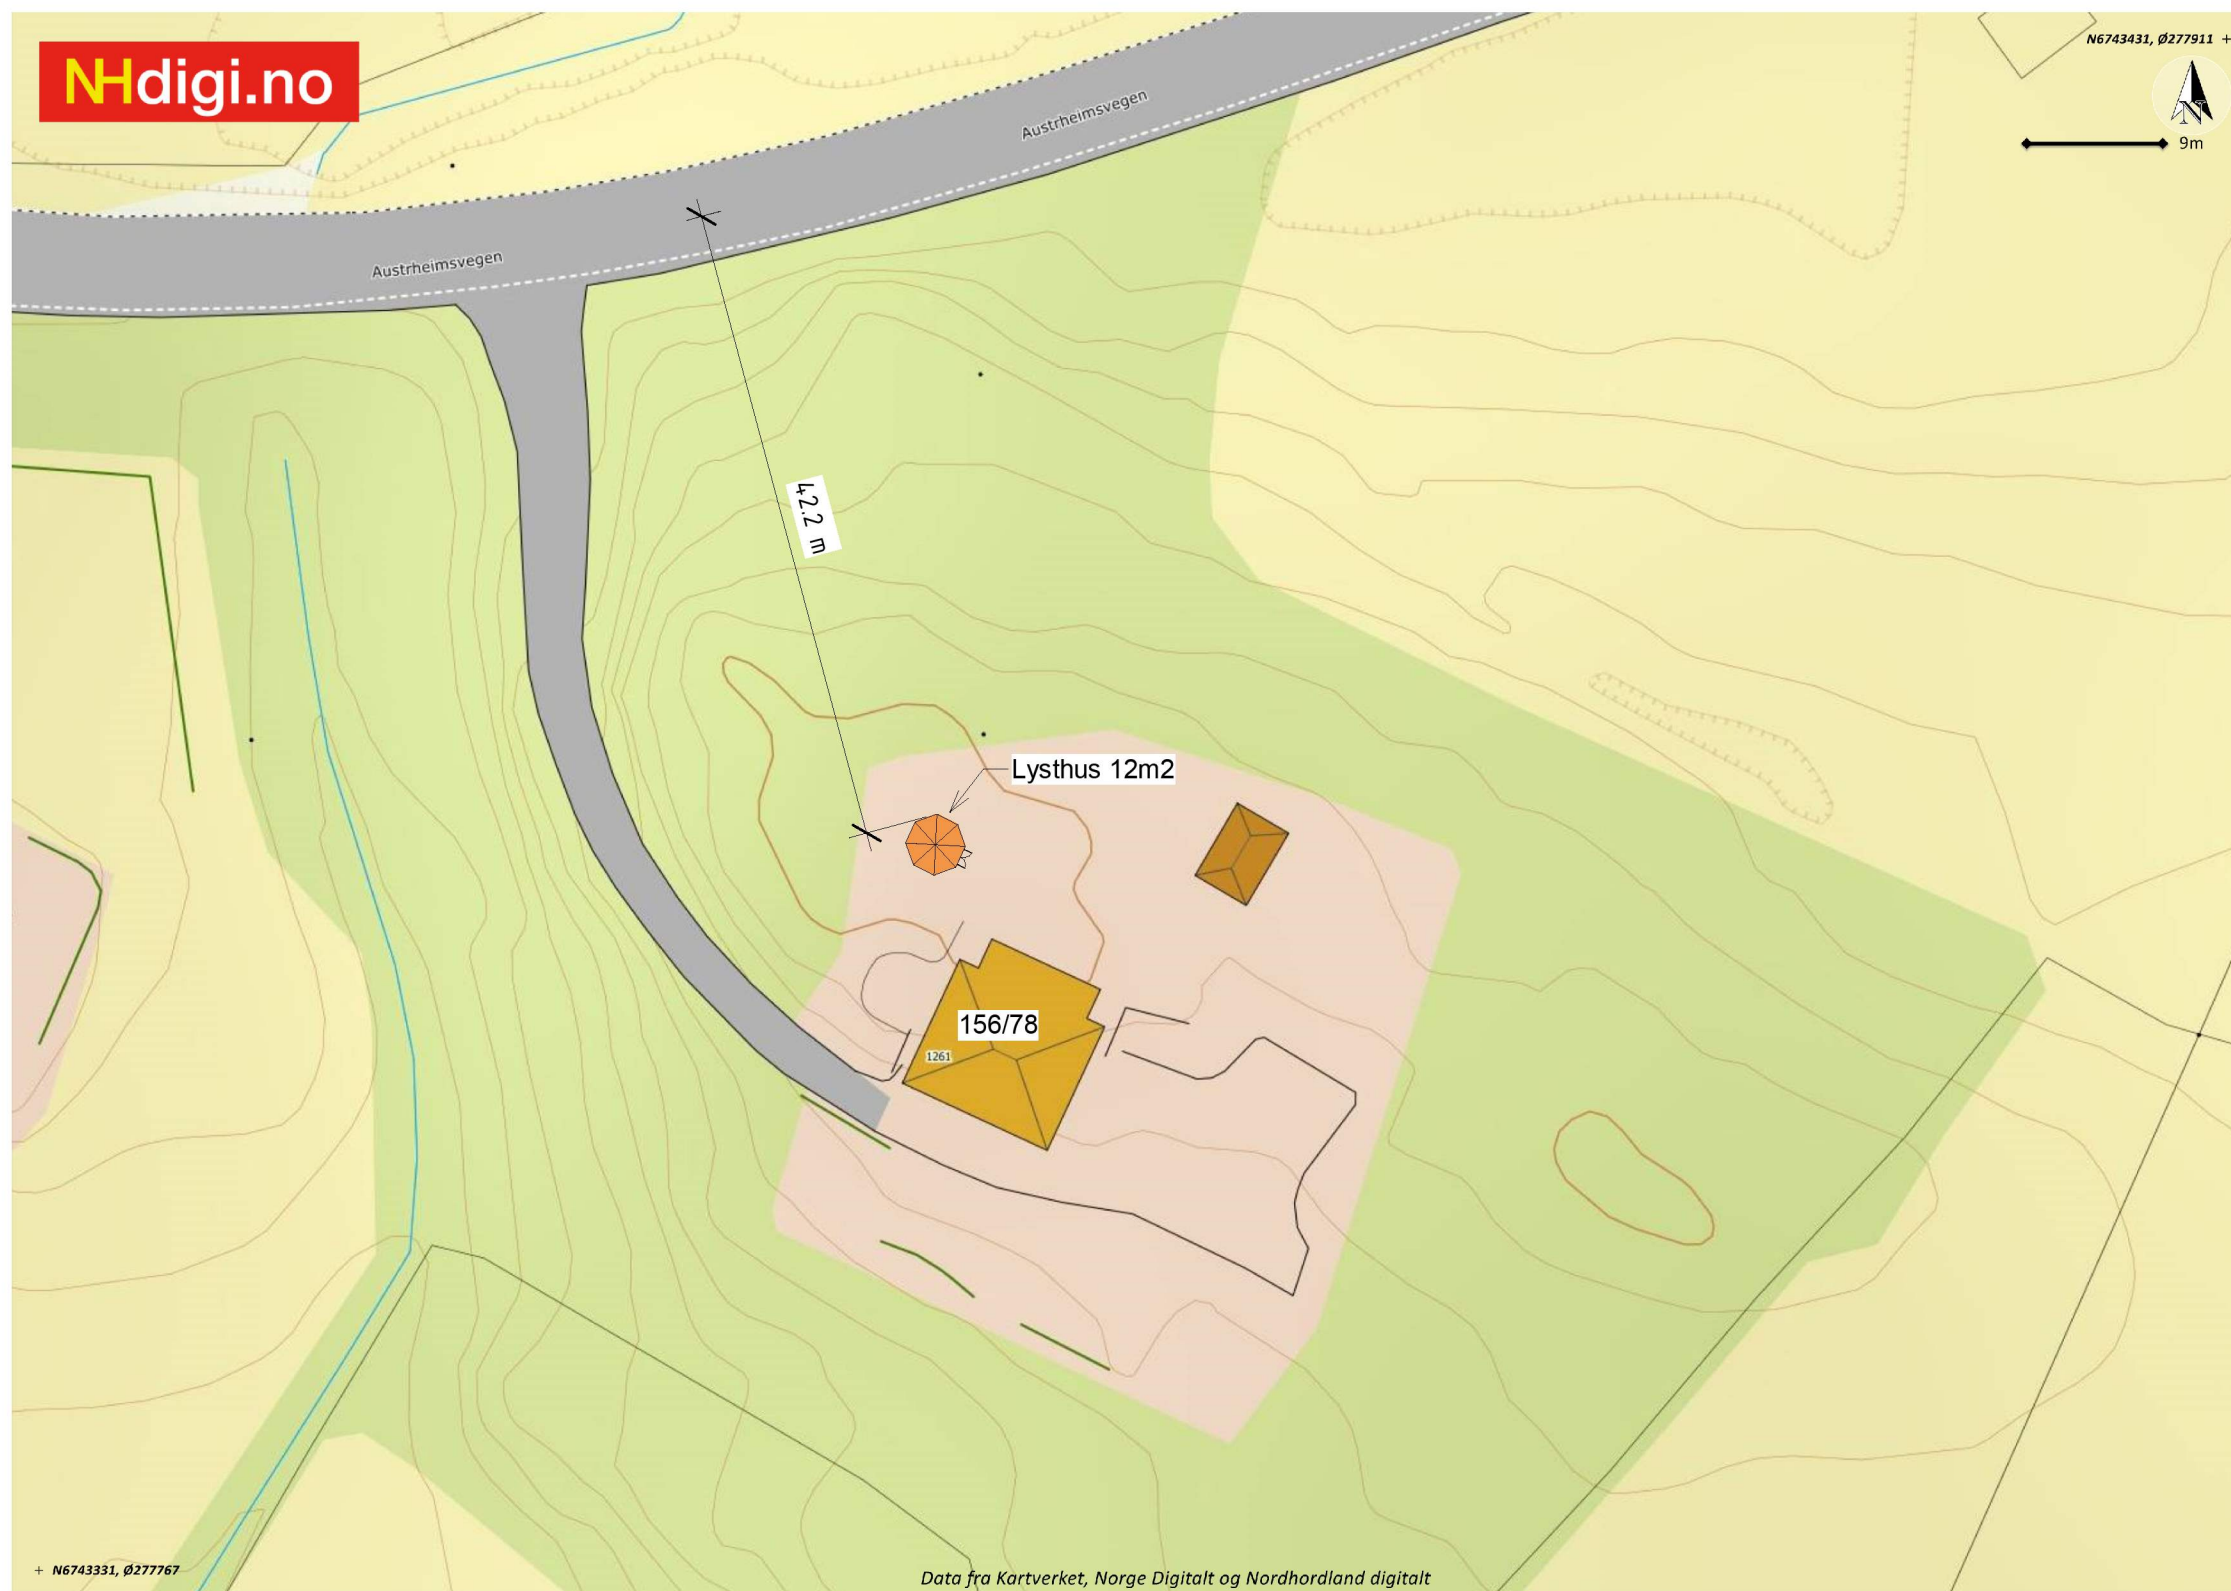 NHdigi.no
N6743431, Ø277911
N
9m
Austrheimsvegen
Austrheimsvegen
42.2 m
Lysthus 12m2
156/78
1261
N6743331, Ø277767
Data fra Kartverket, Norge Digitalt og Nordhordland digitalt